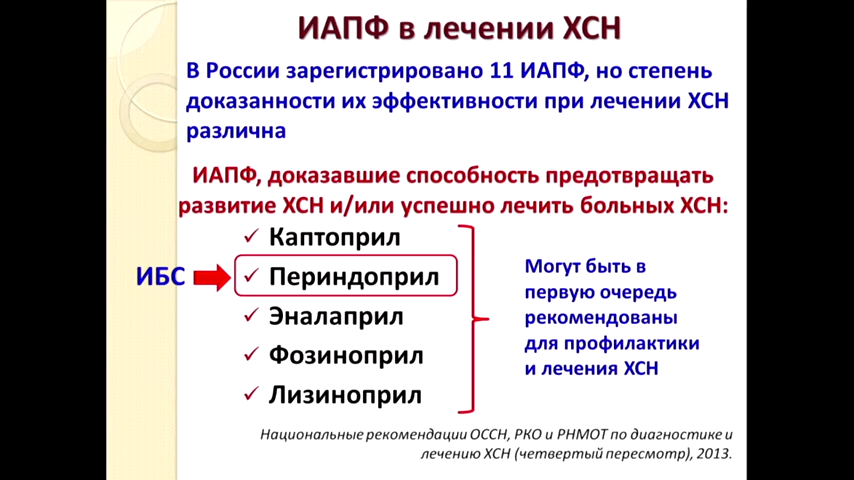 ИАПФ в лечении ХСН
В России зарегистрировано 11 ИАПФ, но степень
доказанности их эффективности при лечении ХСН
различна
ИАПФ, доказавшие способность предотвращать
развитие ХСН и/или успешно лечить больных ХСН:
✓ Каптоприл
ИБС
✓ Периндоприл
✓ Эналаприл
✓ Фозиноприл
✓ Лизиноприл
Могут быть в
первую очередь
рекомендованы
для профилактики
и лечения ХСН
Национальные рекомендации ОССН, РКО и РНМОТ по диагностике и
лечению ХСН (четвертый пересмотр), 2013.